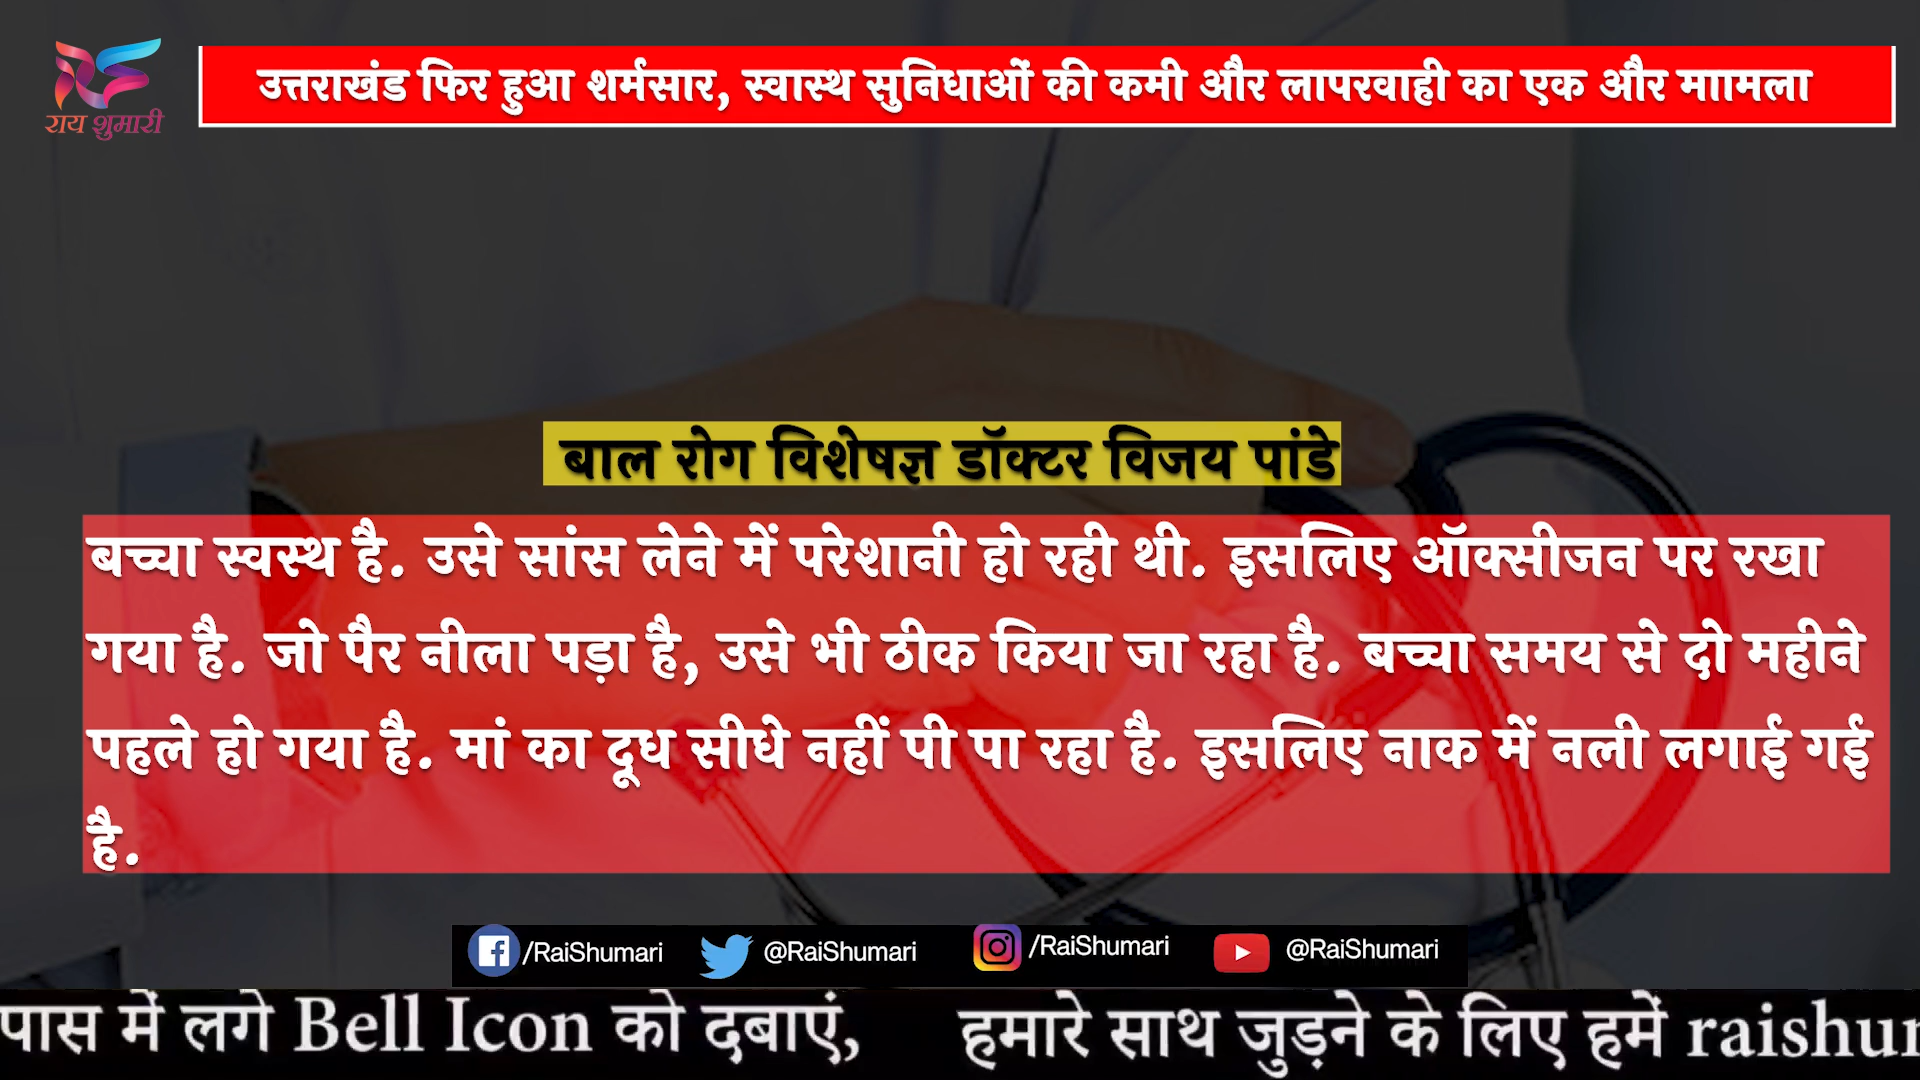 राय शुमारी
उत्तराखंड फिर हुआ शर्मसार, स्वास्थ सुनिधाओं की कमी और लापरवाही का एक और माामला
बाल रोग विशेषज्ञ डॉक्टर विजय पांडे
बच्चा स्वस्थ है. उसे सांस लेने में परेशानी हो रही थी. इसलिए ऑक्सीजन पर रखा
गया है. जो पैर नीला पड़ा है, उसे भी ठीक किया जा रहा है. बच्चा समय से दो महीने
पहले हो गया है. मां का दूध सीधे नहीं पी पा रहा है. इसलिए नाक में नली लगाई गई
है.
/RaiShumari @RaiShumari /RaiShumari @RaiShumari
पास में लगे Bell Icon को दबाएं, हमारे साथ जुड़ने के लिए हमें raishur